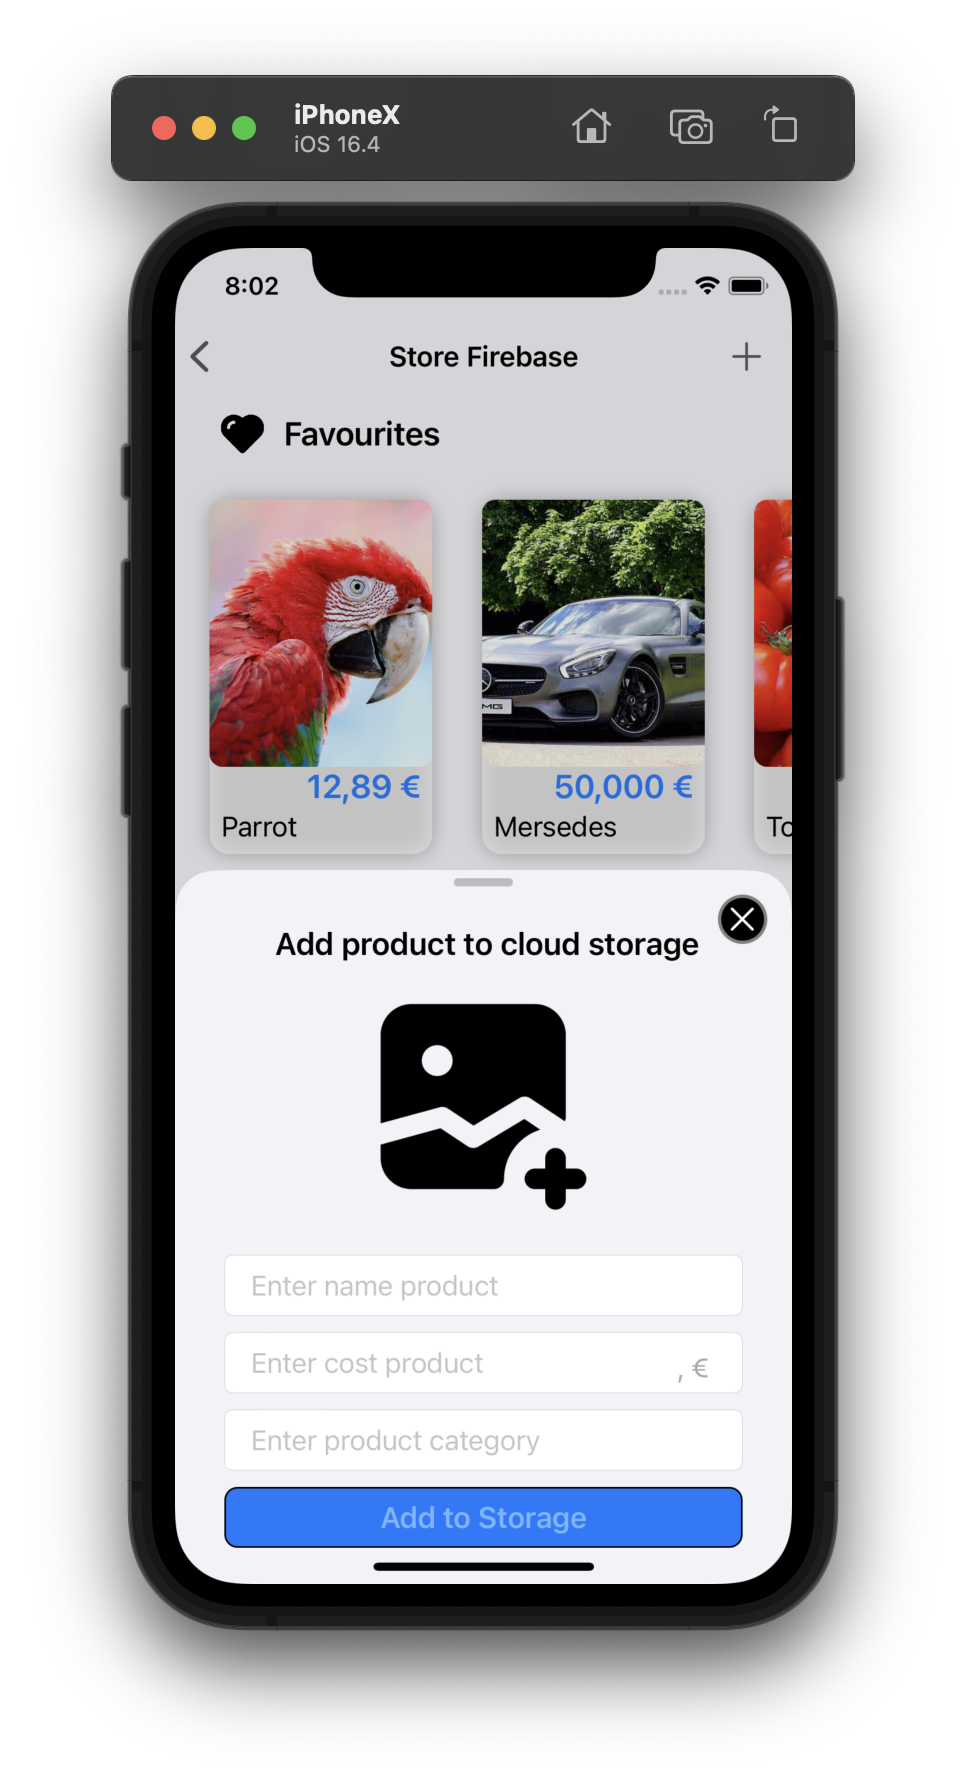 iPhoneX
iOS 16.4
8:02
Store Firebase
Favourites
MG
12,89 €
50,000 €
Parrot
Mersedes
To
Add product to cloud storage
Enter name product
Enter cost product
, €
Enter product category
Add to Storage